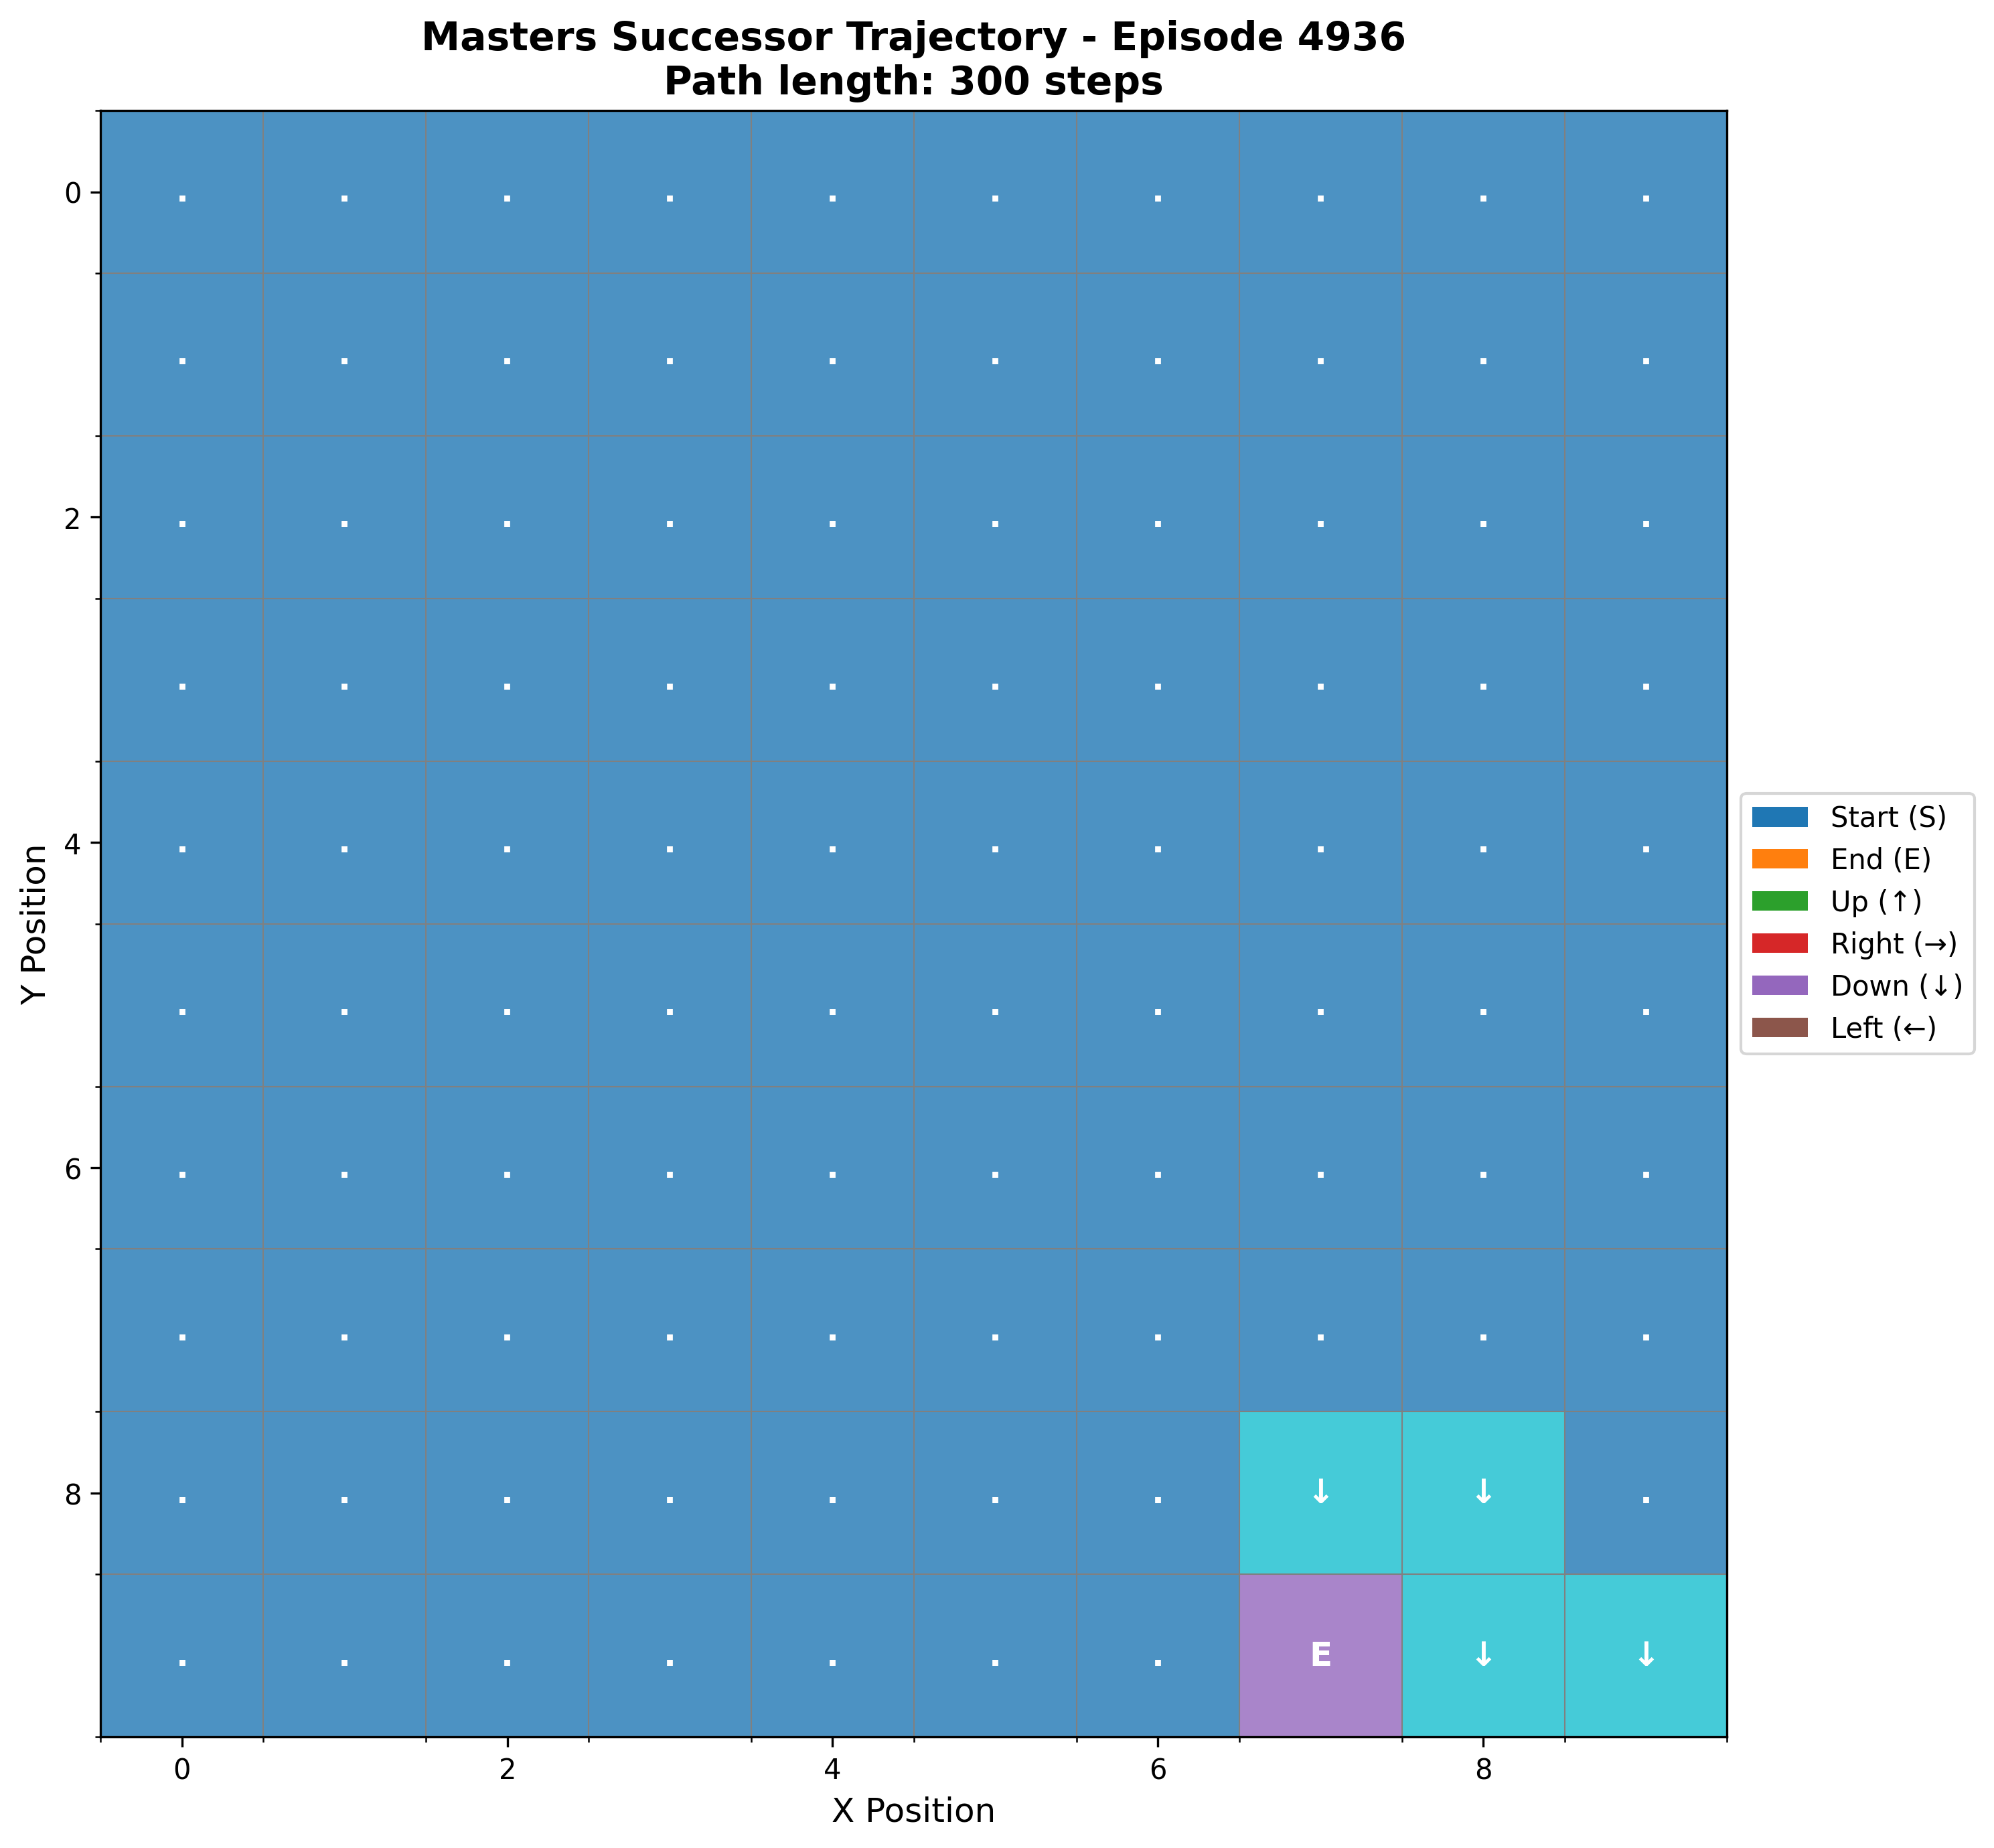 Masters Successor Trajectory - Episode 4936
Path length: 300 steps
0
2
4
6
8
Y Position
↓ ↓
E ↓ ↓
0 2 4 6 8
X Position
Start (S)
End (E)
Up (↑)
Right (→)
Down (↓)
Left (←)